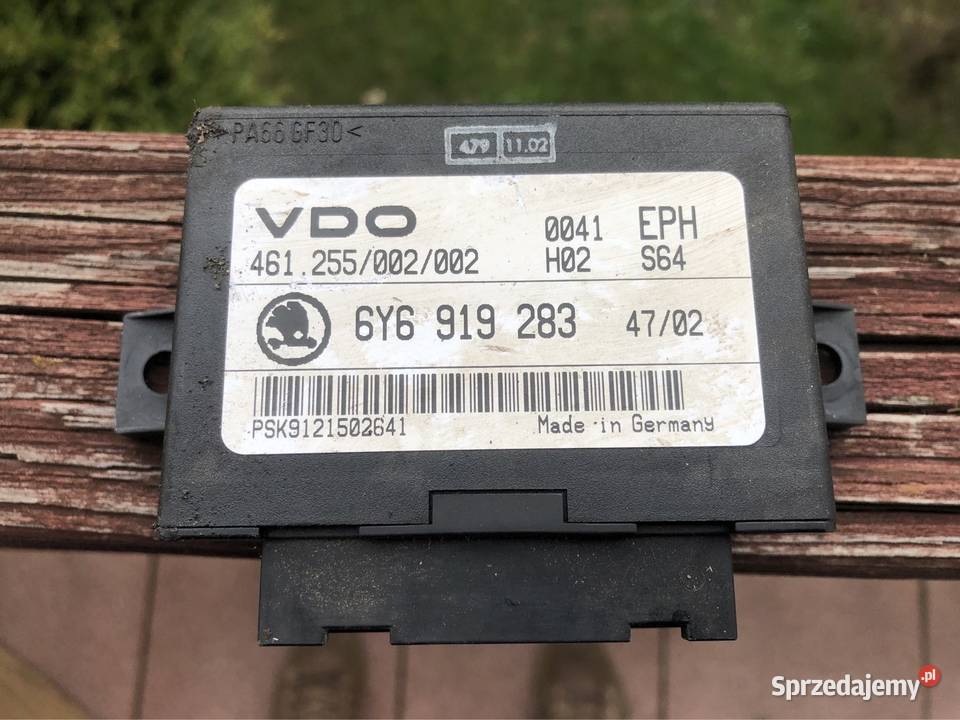 >PA66 GF30<
479 11.02
VDO 0041 EPH
461.255/002/002 H02 S64
6Y6 919 283 47/02
PSK9121502641 Made in Germany
Sprzedajemy.pl